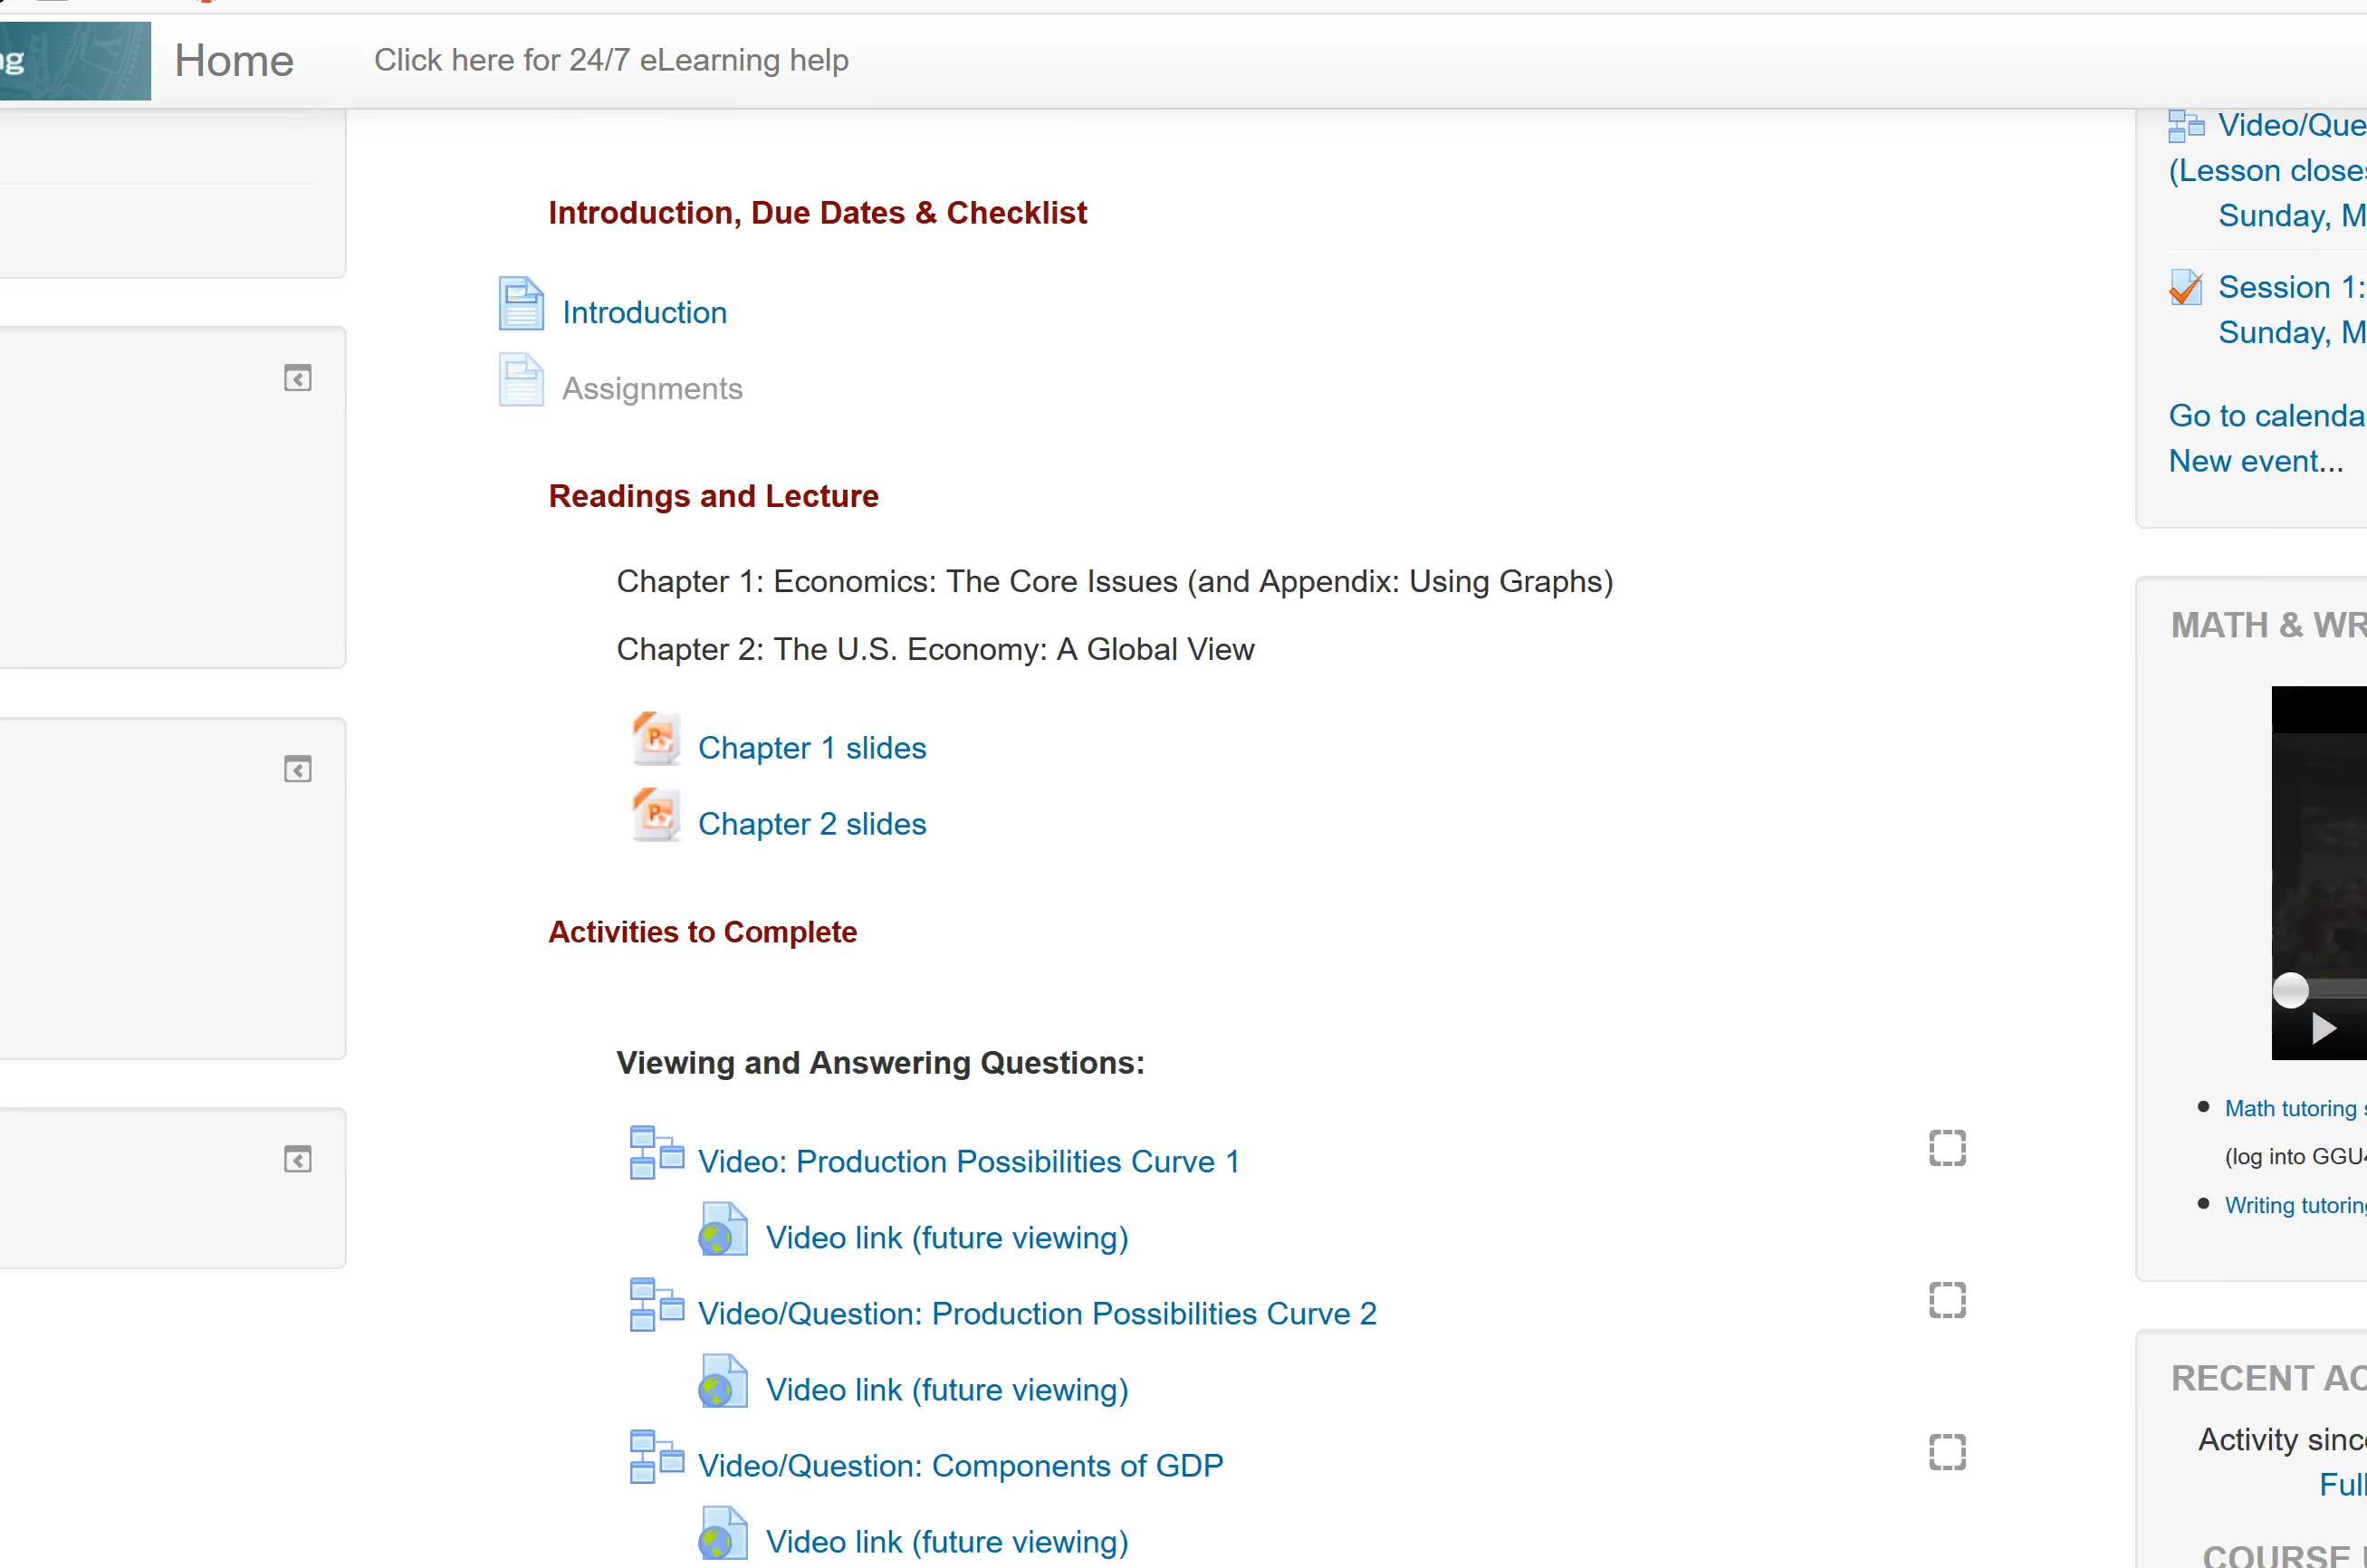 Home
Click here for 24/7 eLearning help
Introduction, Due Dates & Checklist
Introduction
Assignments
Readings and Lecture
Chapter 1: Economics: The Core Issues (and Appendix: Using Graphs)
Chapter 2: The U.S. Economy: A Global View
Chapter 1 slides
Chapter 2 slides
Activities to Complete
Viewing and Answering Questions:
Video: Production Possibilities Curve 1
Video link (future viewing)
Video/Question: Production Possibilities Curve 2
Video link (future viewing)
Video/Question: Components of GDP
Video link (future viewing)
Video/Que
(Lesson closes
Sunday, M
Session 1:
Sunday, M
Go to calenda
New event...
MATH & WR
Math tutoring
(log into GGU4
Writing tutoring
RECENT AC
Activity since
Full
COURSE